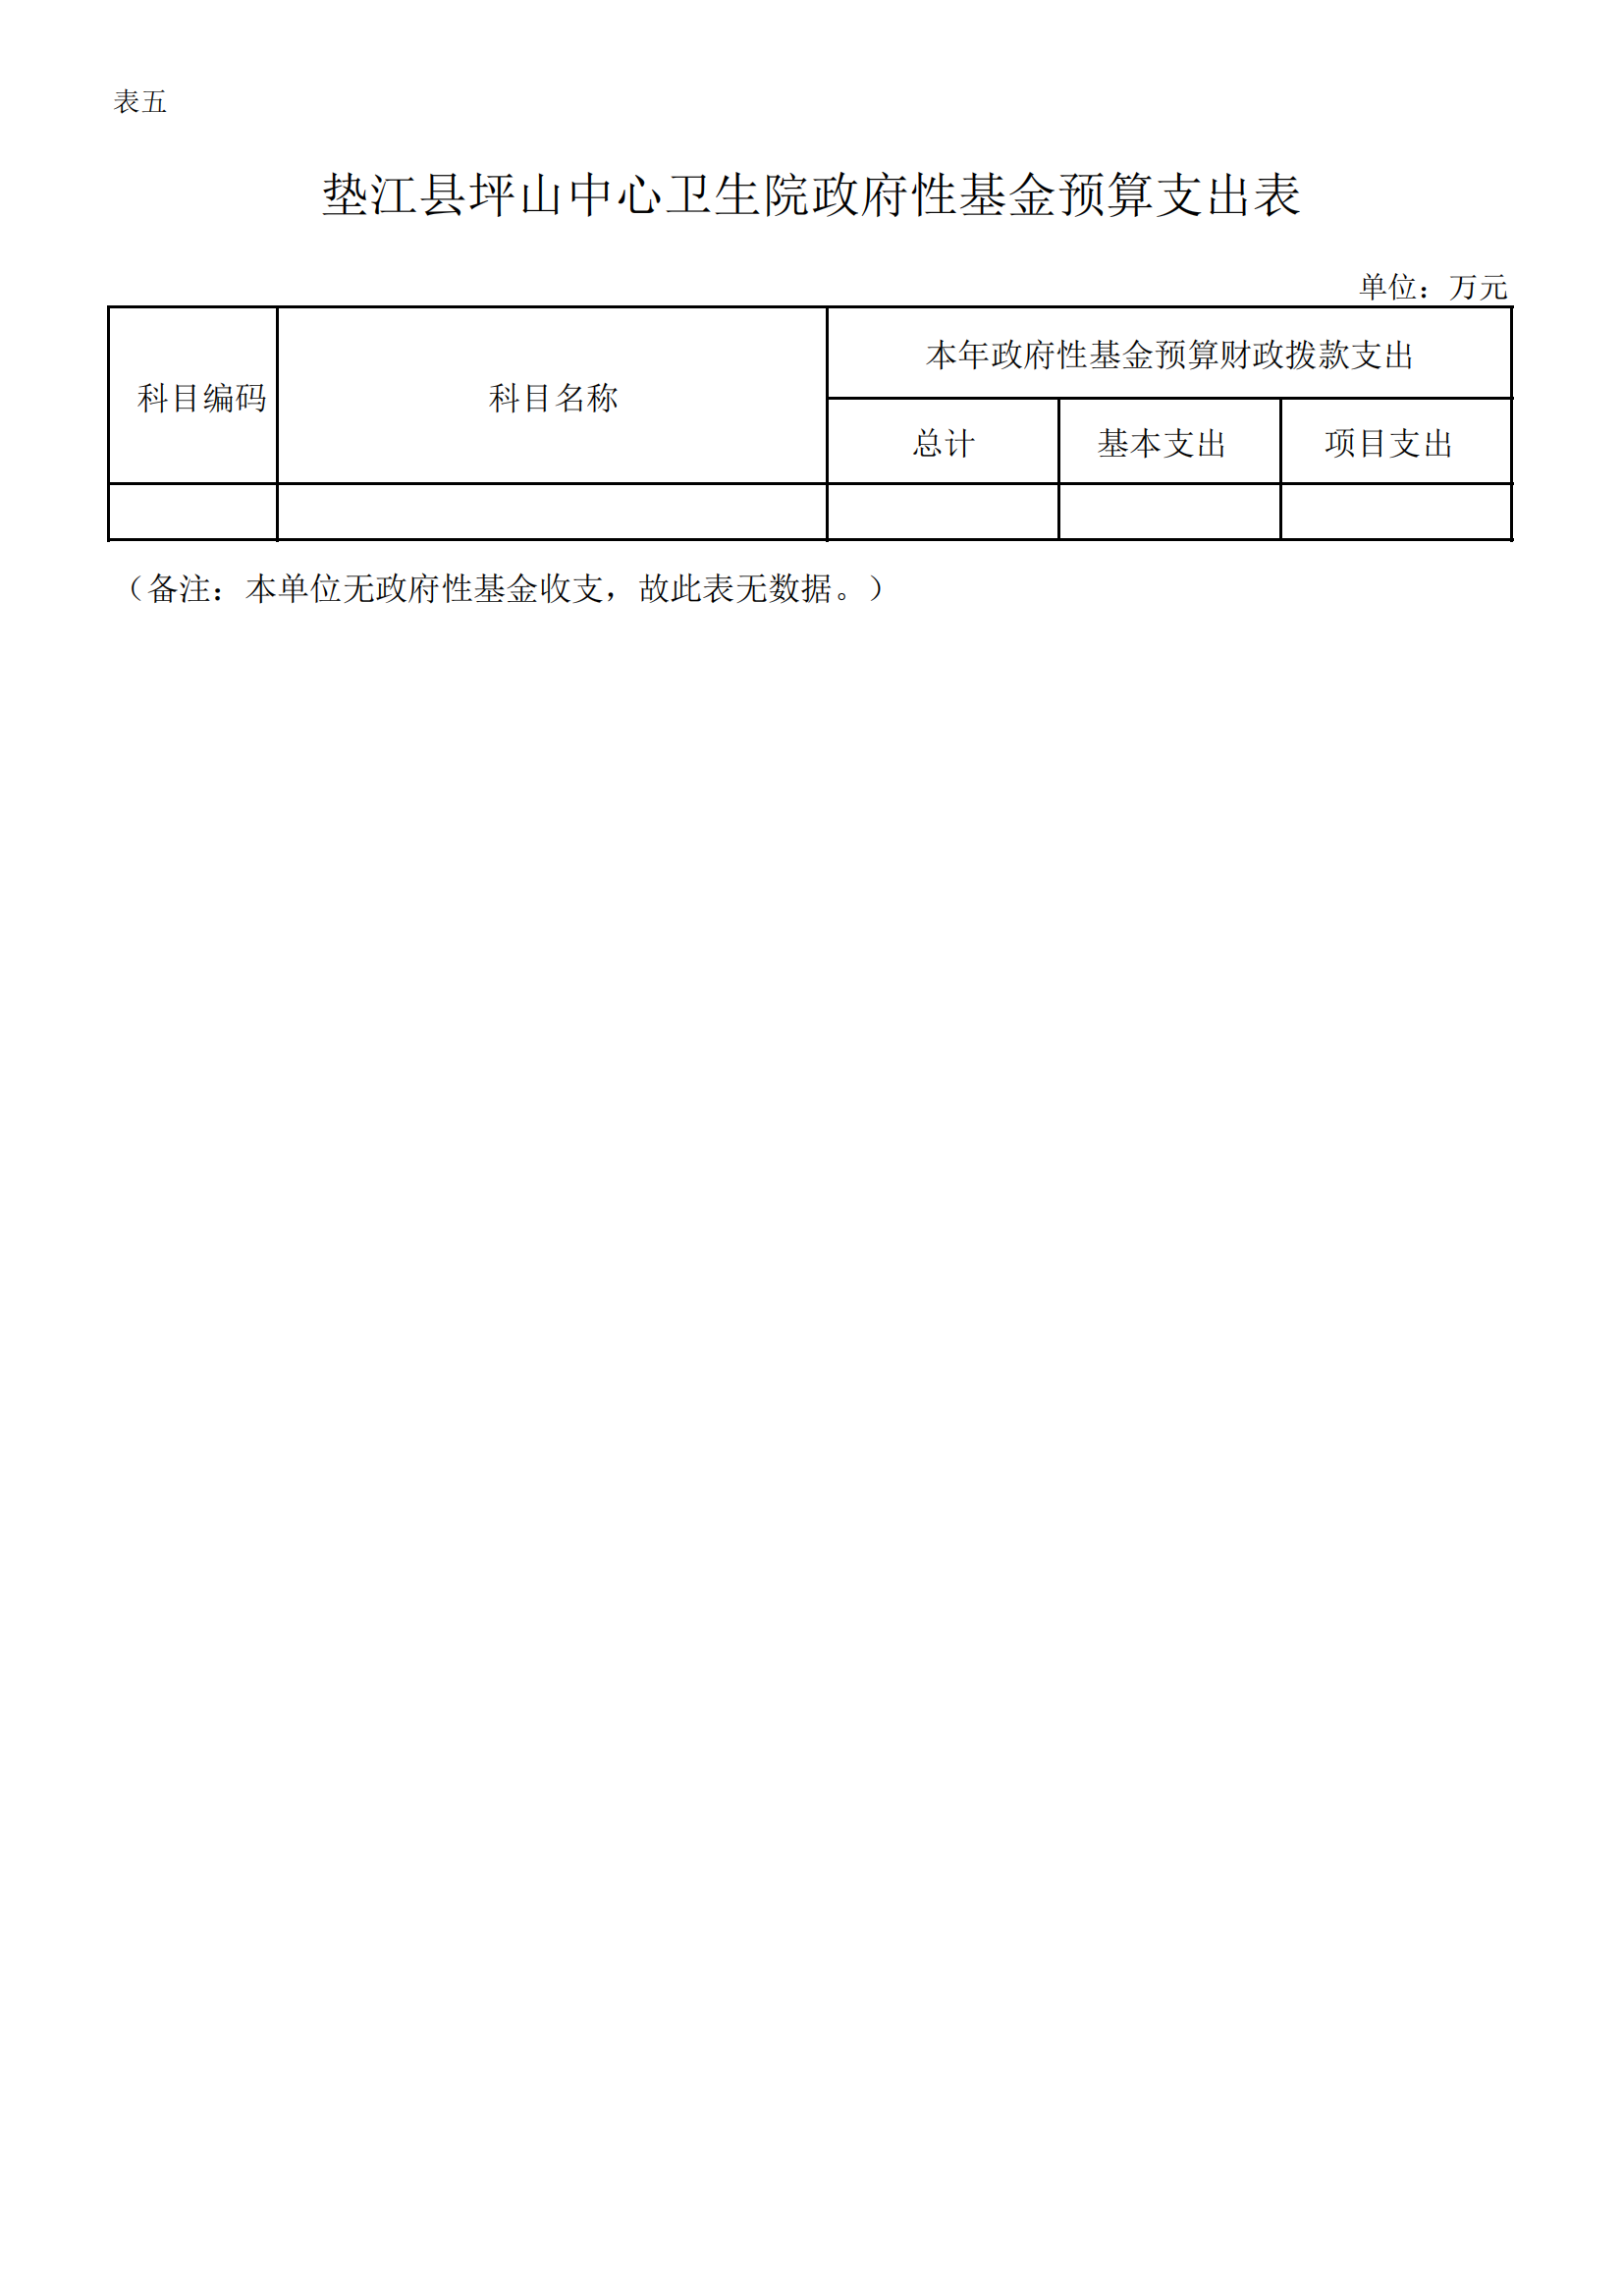 表五
垫江县坪山中心卫生院政府性基金预算支出表
单位：万元
科目编码
科目名称
本年政府性基金预算财政拨款支出
总计
基本支出
项目支出
（备注：本单位无政府性基金收支，故此表无数据。）